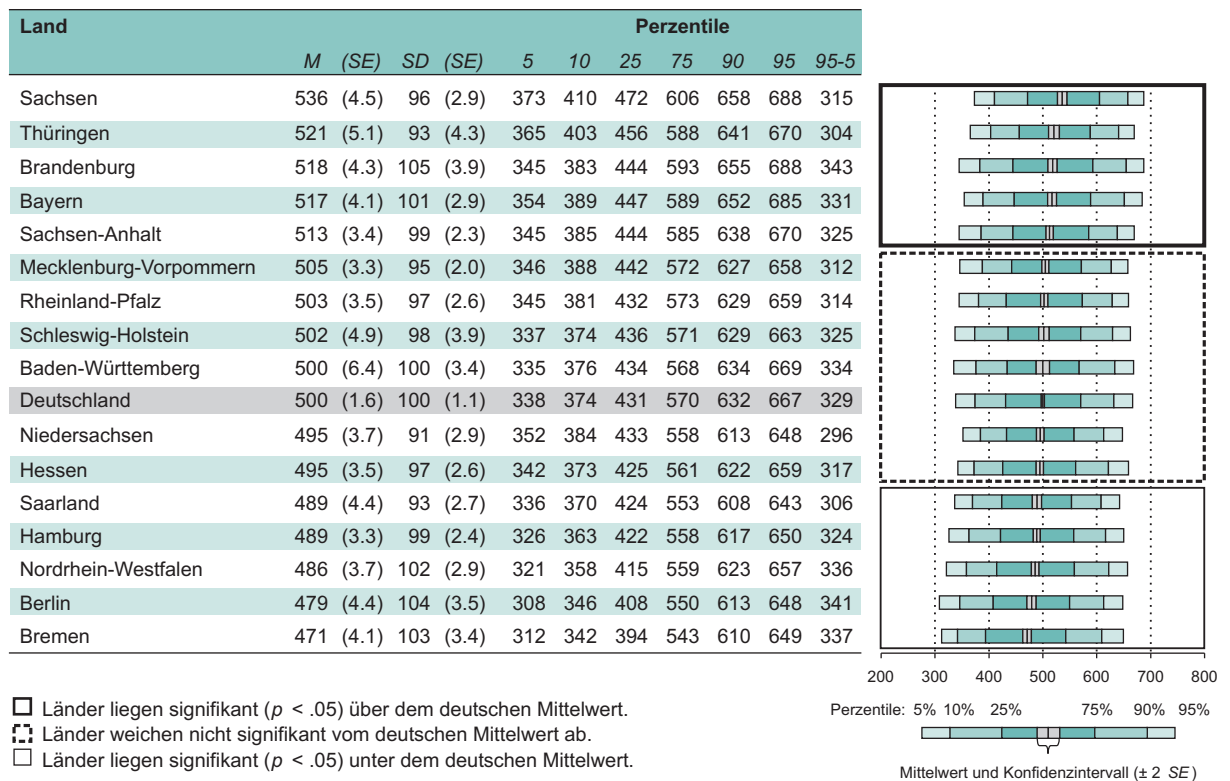 Land Perzentile
M (SE) SD (SE) 5 10 25 75 90 95 95-5
Sachsen 536 (4.5) 96 (2.9) 373 410 472 606 658 688 315
Thüringen 521 (5.1) 93 (4.3) 365 403 456 588 641 670 304
Brandenburg 518 (4.3) 105 (3.9) 345 383 444 593 655 688 343
Bayern 517 (4.1) 101 (2.9) 354 389 447 589 652 685 331
Sachsen-Anhalt 513 (3.4) 99 (2.3) 345 385 444 585 638 670 325
Mecklenburg-Vorpommern 505 (3.3) 95 (2.0) 346 388 442 572 627 658 312
Rheinland-Pfalz 503 (3.5) 97 (2.6) 345 381 432 573 629 659 314
Schleswig-Holstein 502 (4.9) 98 (3.9) 337 374 436 571 629 663 325
Baden-Württemberg 500 (6.4) 100 (3.4) 335 376 434 568 634 669 334
Deutschland 500 (1.6) 100 (1.1) 338 374 431 570 632 667 329
Niedersachsen 495 (3.7) 91 (2.9) 352 384 433 558 613 648 296
Hessen 495 (3.5) 97 (2.6) 342 373 425 561 622 659 317
Saarland 489 (4.4) 93 (2.7) 336 370 424 553 608 643 306
Hamburg 489 (3.3) 99 (2.4) 326 363 422 558 617 650 324
Nordrhein-Westfalen 486 (3.7) 102 (2.9) 321 358 415 559 623 657 336
Berlin 479 (4.4) 104 (3.5) 308 346 408 550 613 648 341
Bremen 471 (4.1) 103 (3.4) 312 342 394 543 610 649 337
200 300 400 500 600 700 800
Länder liegen signifikant (p < .05) über dem deutschen Mittelwert.
Länder weichen nicht signifikant vom deutschen Mittelwert ab.
Länder liegen signifikant (p < .05) unter dem deutschen Mittelwert.
Perzentile: 5% 10% 25% 75% 90% 95%
Mittelwert und Konfidenzintervall (± 2 SE)